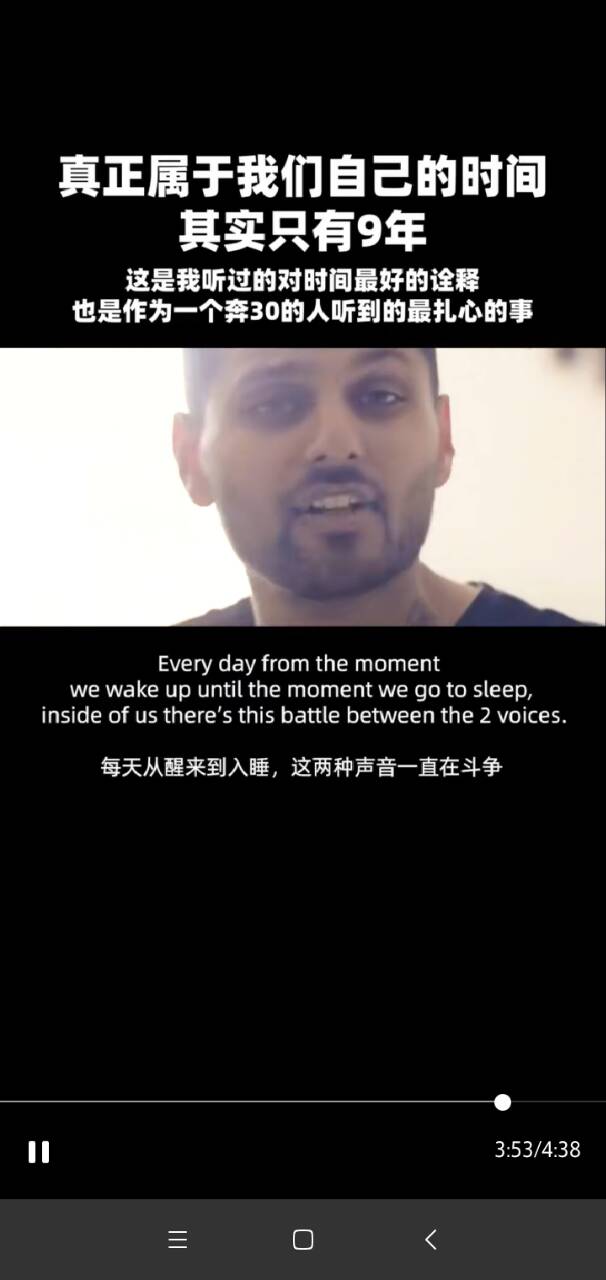 真正属于我们自己的时间
其实只有9年
这是我听过的对时间最好的诠释
也是作为一个奔30的人听到的最扎心的事
Every day from the moment
we wake up until the moment we go to sleep,
inside of us there's this battle between the 2 voices.
每天从醒来到入睡，这两种声音一直在斗争
3:53/4:38